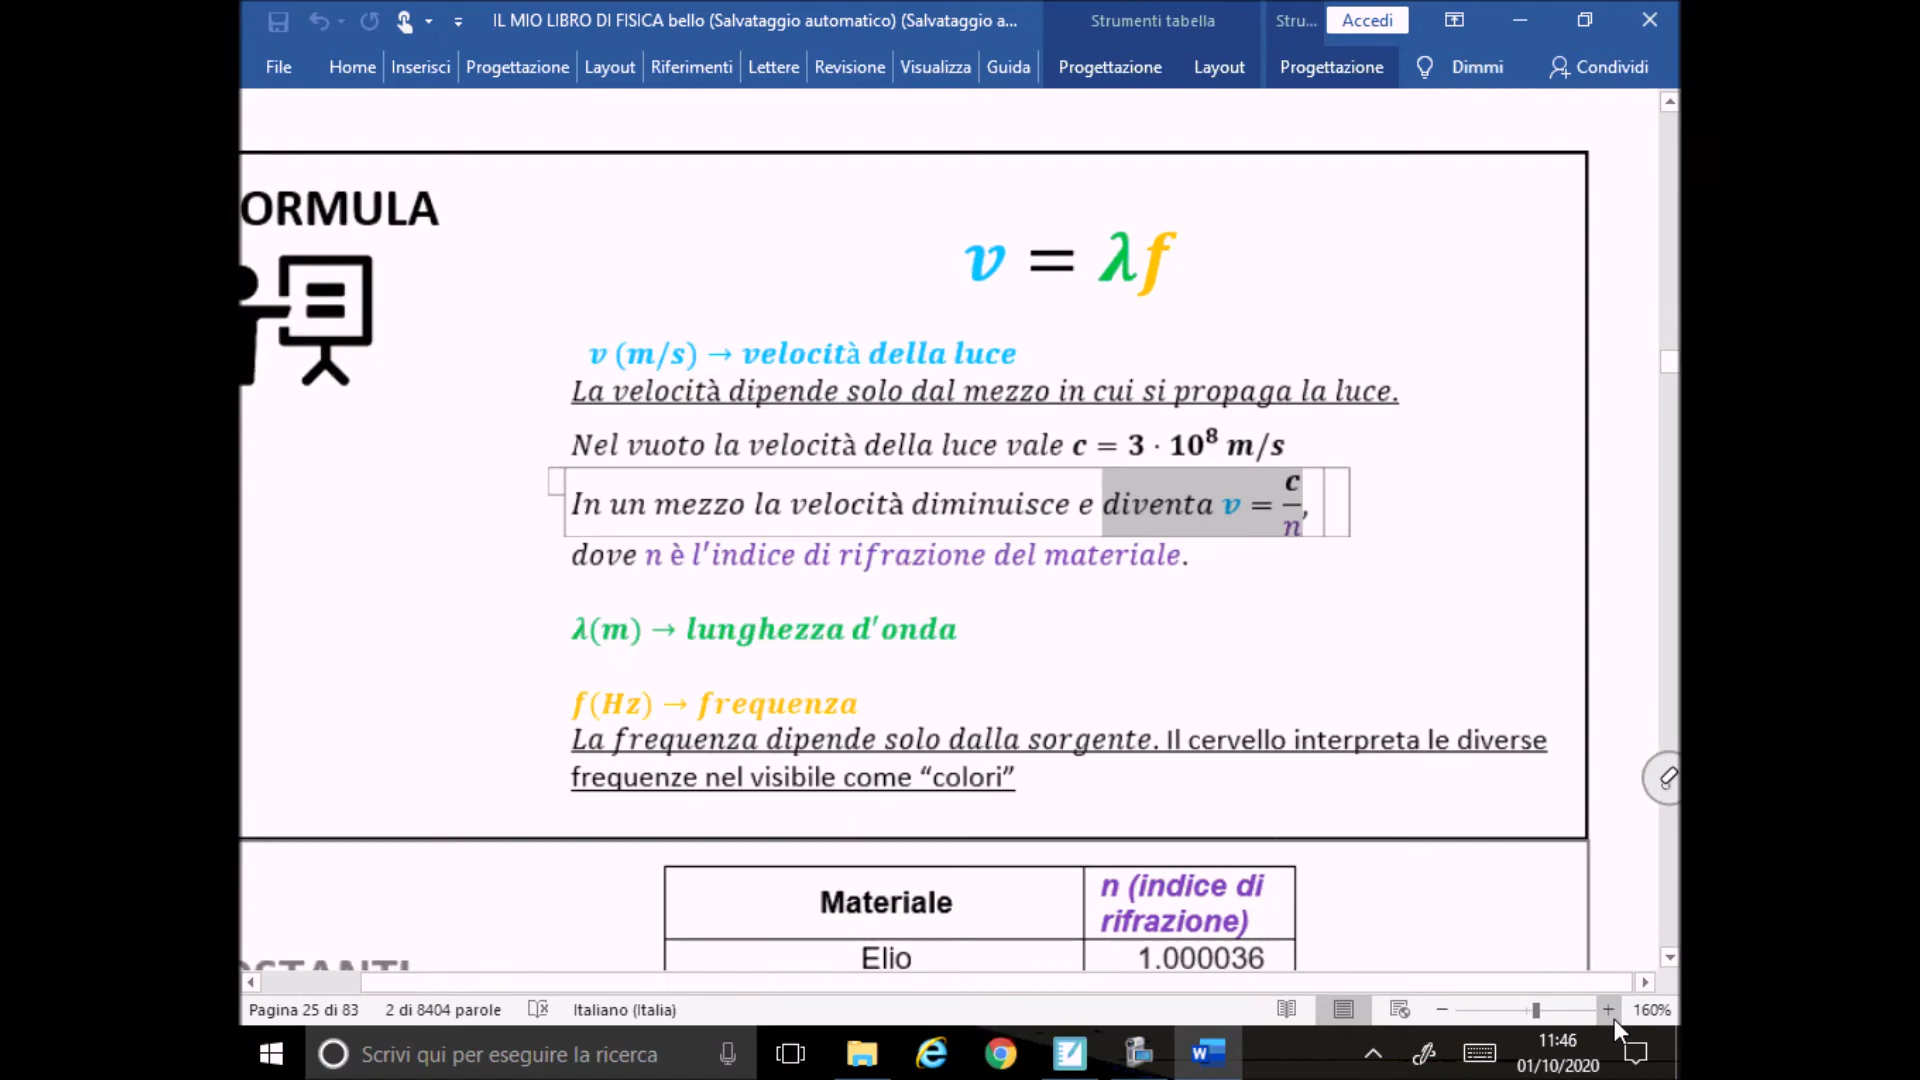 IL MIO LIBRO DI FISICA bello (Salvataggio automatico) (Salvataggio a...
Strumenti tabella
Stru...
Accedi
File Home Inserisci Progettazione Layout Riferimenti Lettere Revisione Visualizza Guida Progettazione Layout Progettazione Dimmi Condividi
ORMULA
v = λf
v (m/s) → velocità della luce
La velocità dipende solo dal mezzo in cui si propaga la luce.
Nel vuoto la velocità della luce vale c = 3 · 10⁸ m/s
In un mezzo la velocità diminuisce e diventa v = c/n,
dove n è l'indice di rifrazione del materiale.
λ(m) → lunghezza d'onda
f(Hz) → frequenza
La frequenza dipende solo dalla sorgente. Il cervello interpreta le diverse
frequenze nel visibile come “colori”
Materiale
n (indice di
rifrazione)
Elio 1.000036
Pagina 25 di 83 2 di 8404 parole Italiano (Italia) 160%
Scrivi qui per eseguire la ricerca
11:46
01/10/2020